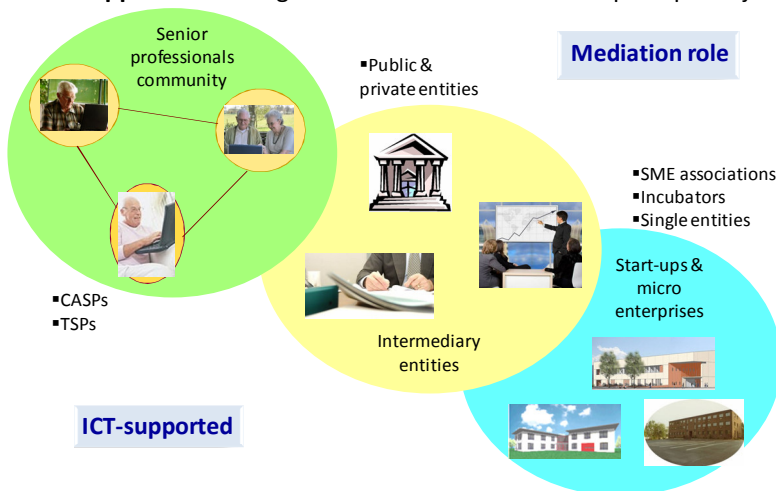 Senior
professionals
community
Mediation role
▪Public &
private entities
▪SME associations
▪Incubators
▪Single entities
Start-ups &
micro
enterprises
▪CASPs
▪TSPs
Intermediary
entities
ICT-supported